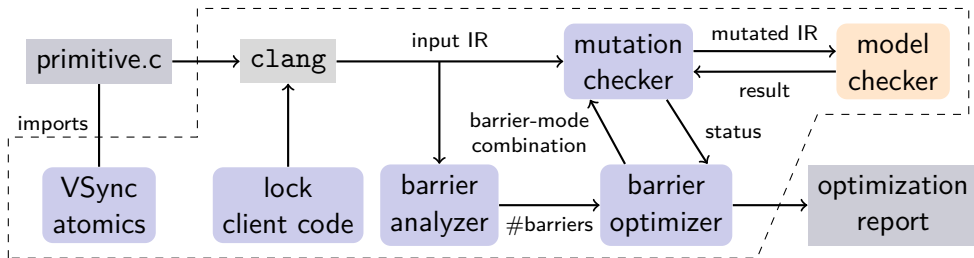 primitive.c
clang
input IR
mutation
checker
mutated IR
result
model
checker
imports
barrier-mode
combination
status
VSync
atomics
lock
client code
barrier
analyzer
#barriers
barrier
optimizer
optimization
report